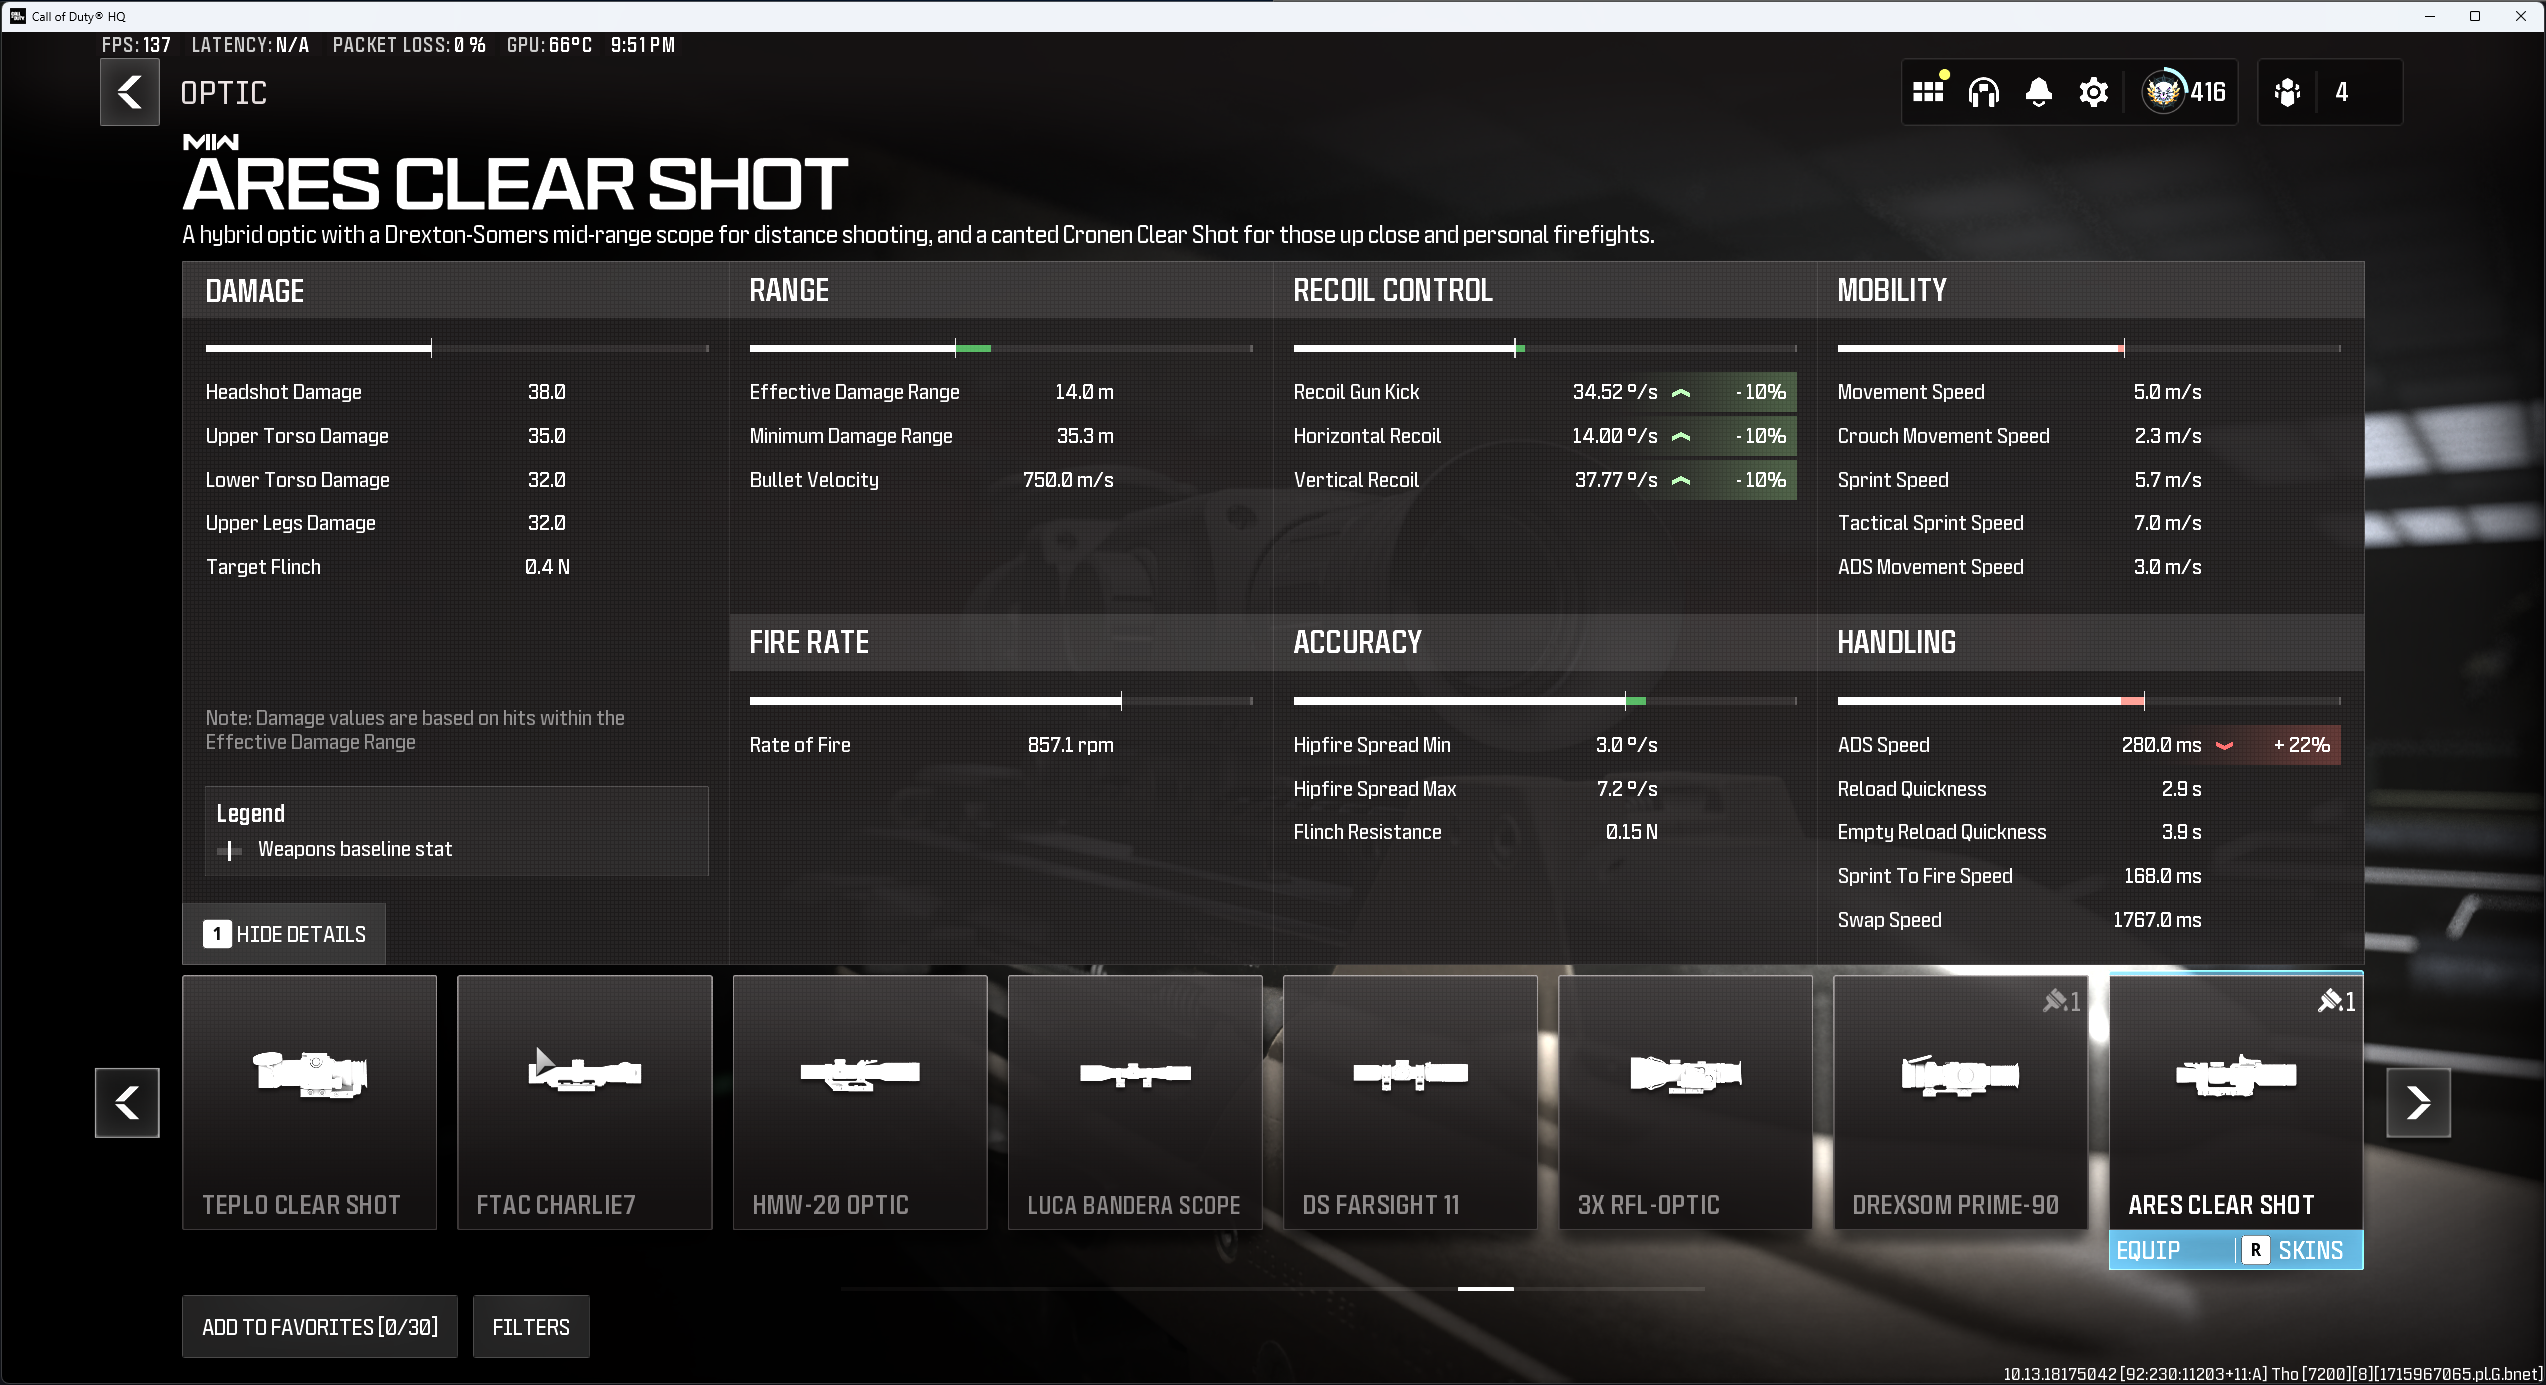 Call of Duty® HQ
FPS: 137 LATENCY: N/A PACKET LOSS: 0 % GPU: 66°C 9:51 PM
OPTIC
416
4
MW
ARES CLEAR SHOT
A hybrid optic with a Drexton-Somers mid-range scope for distance shooting, and a canted Cronen Clear Shot for those up close and personal firefights.
DAMAGE
Headshot Damage 38.0
Upper Torso Damage 35.0
Lower Torso Damage 32.0
Upper Legs Damage 32.0
Target Flinch 0.4 N
Note: Damage values are based on hits within the
Effective Damage Range
Legend
Weapons baseline stat
1 HIDE DETAILS
RANGE
Effective Damage Range 14.0 m
Minimum Damage Range 35.3 m
Bullet Velocity 750.0 m/s
FIRE RATE
Rate of Fire 857.1 rpm
RECOIL CONTROL
Recoil Gun Kick 34.52 º/s - 10%
Horizontal Recoil 14.00 º/s - 10%
Vertical Recoil 37.77 º/s - 10%
ACCURACY
Hipfire Spread Min 3.0 º/s
Hipfire Spread Max 7.2 º/s
Flinch Resistance 0.15 N
MOBILITY
Movement Speed 5.0 m/s
Crouch Movement Speed 2.3 m/s
Sprint Speed 5.7 m/s
Tactical Sprint Speed 7.0 m/s
ADS Movement Speed 3.0 m/s
HANDLING
ADS Speed 280.0 ms + 22%
Reload Quickness 2.9 s
Empty Reload Quickness 3.9 s
Sprint To Fire Speed 168.0 ms
Swap Speed 1767.0 ms
TEPLO CLEAR SHOT
FTAC CHARLIE7
HMW-20 OPTIC
LUCA BANDERA SCOPE
DS FARSIGHT 11
3X RFL-OPTIC
1
DREXSOM PRIME-90
1
ARES CLEAR SHOT
EQUIP R SKINS
ADD TO FAVORITES [0/30] FILTERS
10.13.18175042 [92:230:11203+11:A] Tho [7200][8][1715967065.pl.G.bnet]